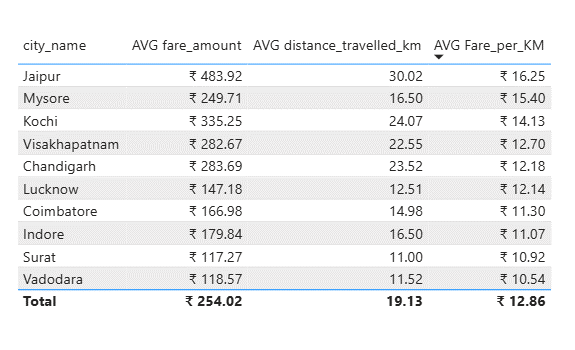 city_name AVG fare_amount AVG distance_travelled_km AVG Fare_per_KM
Jaipur ₹ 483.92 30.02 ₹ 16.25
Mysore ₹ 249.71 16.50 ₹ 15.40
Kochi ₹ 335.25 24.07 ₹ 14.13
Visakhapatnam ₹ 282.67 22.55 ₹ 12.70
Chandigarh ₹ 283.69 23.52 ₹ 12.18
Lucknow ₹ 147.18 12.51 ₹ 12.14
Coimbatore ₹ 166.98 14.98 ₹ 11.30
Indore ₹ 179.84 16.50 ₹ 11.07
Surat ₹ 117.27 11.00 ₹ 10.92
Vadodara ₹ 118.57 11.52 ₹ 10.54
Total ₹ 254.02 19.13 ₹ 12.86